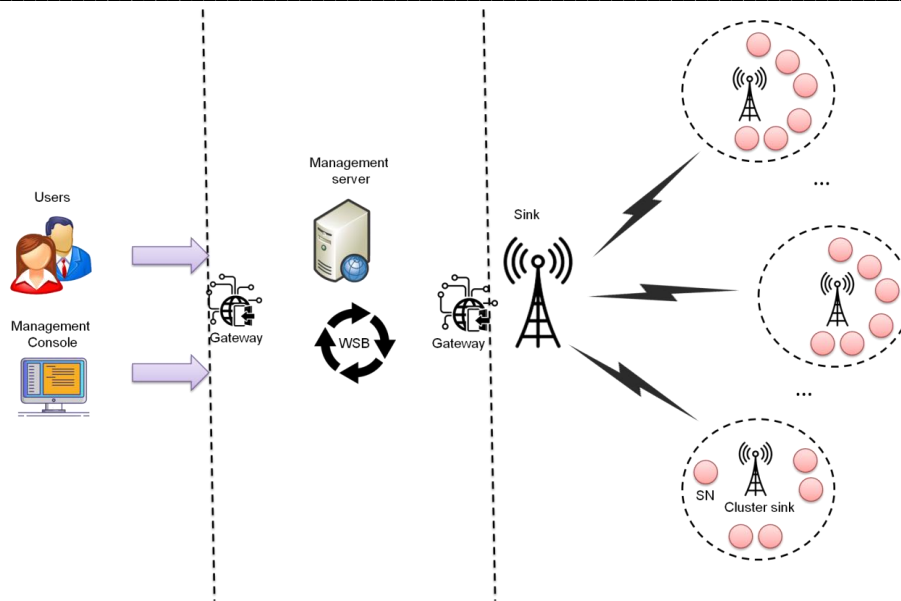 Users
Management
Console
Gateway
Management
server
WSB
Gateway
Sink
...
...
SN
Cluster sink